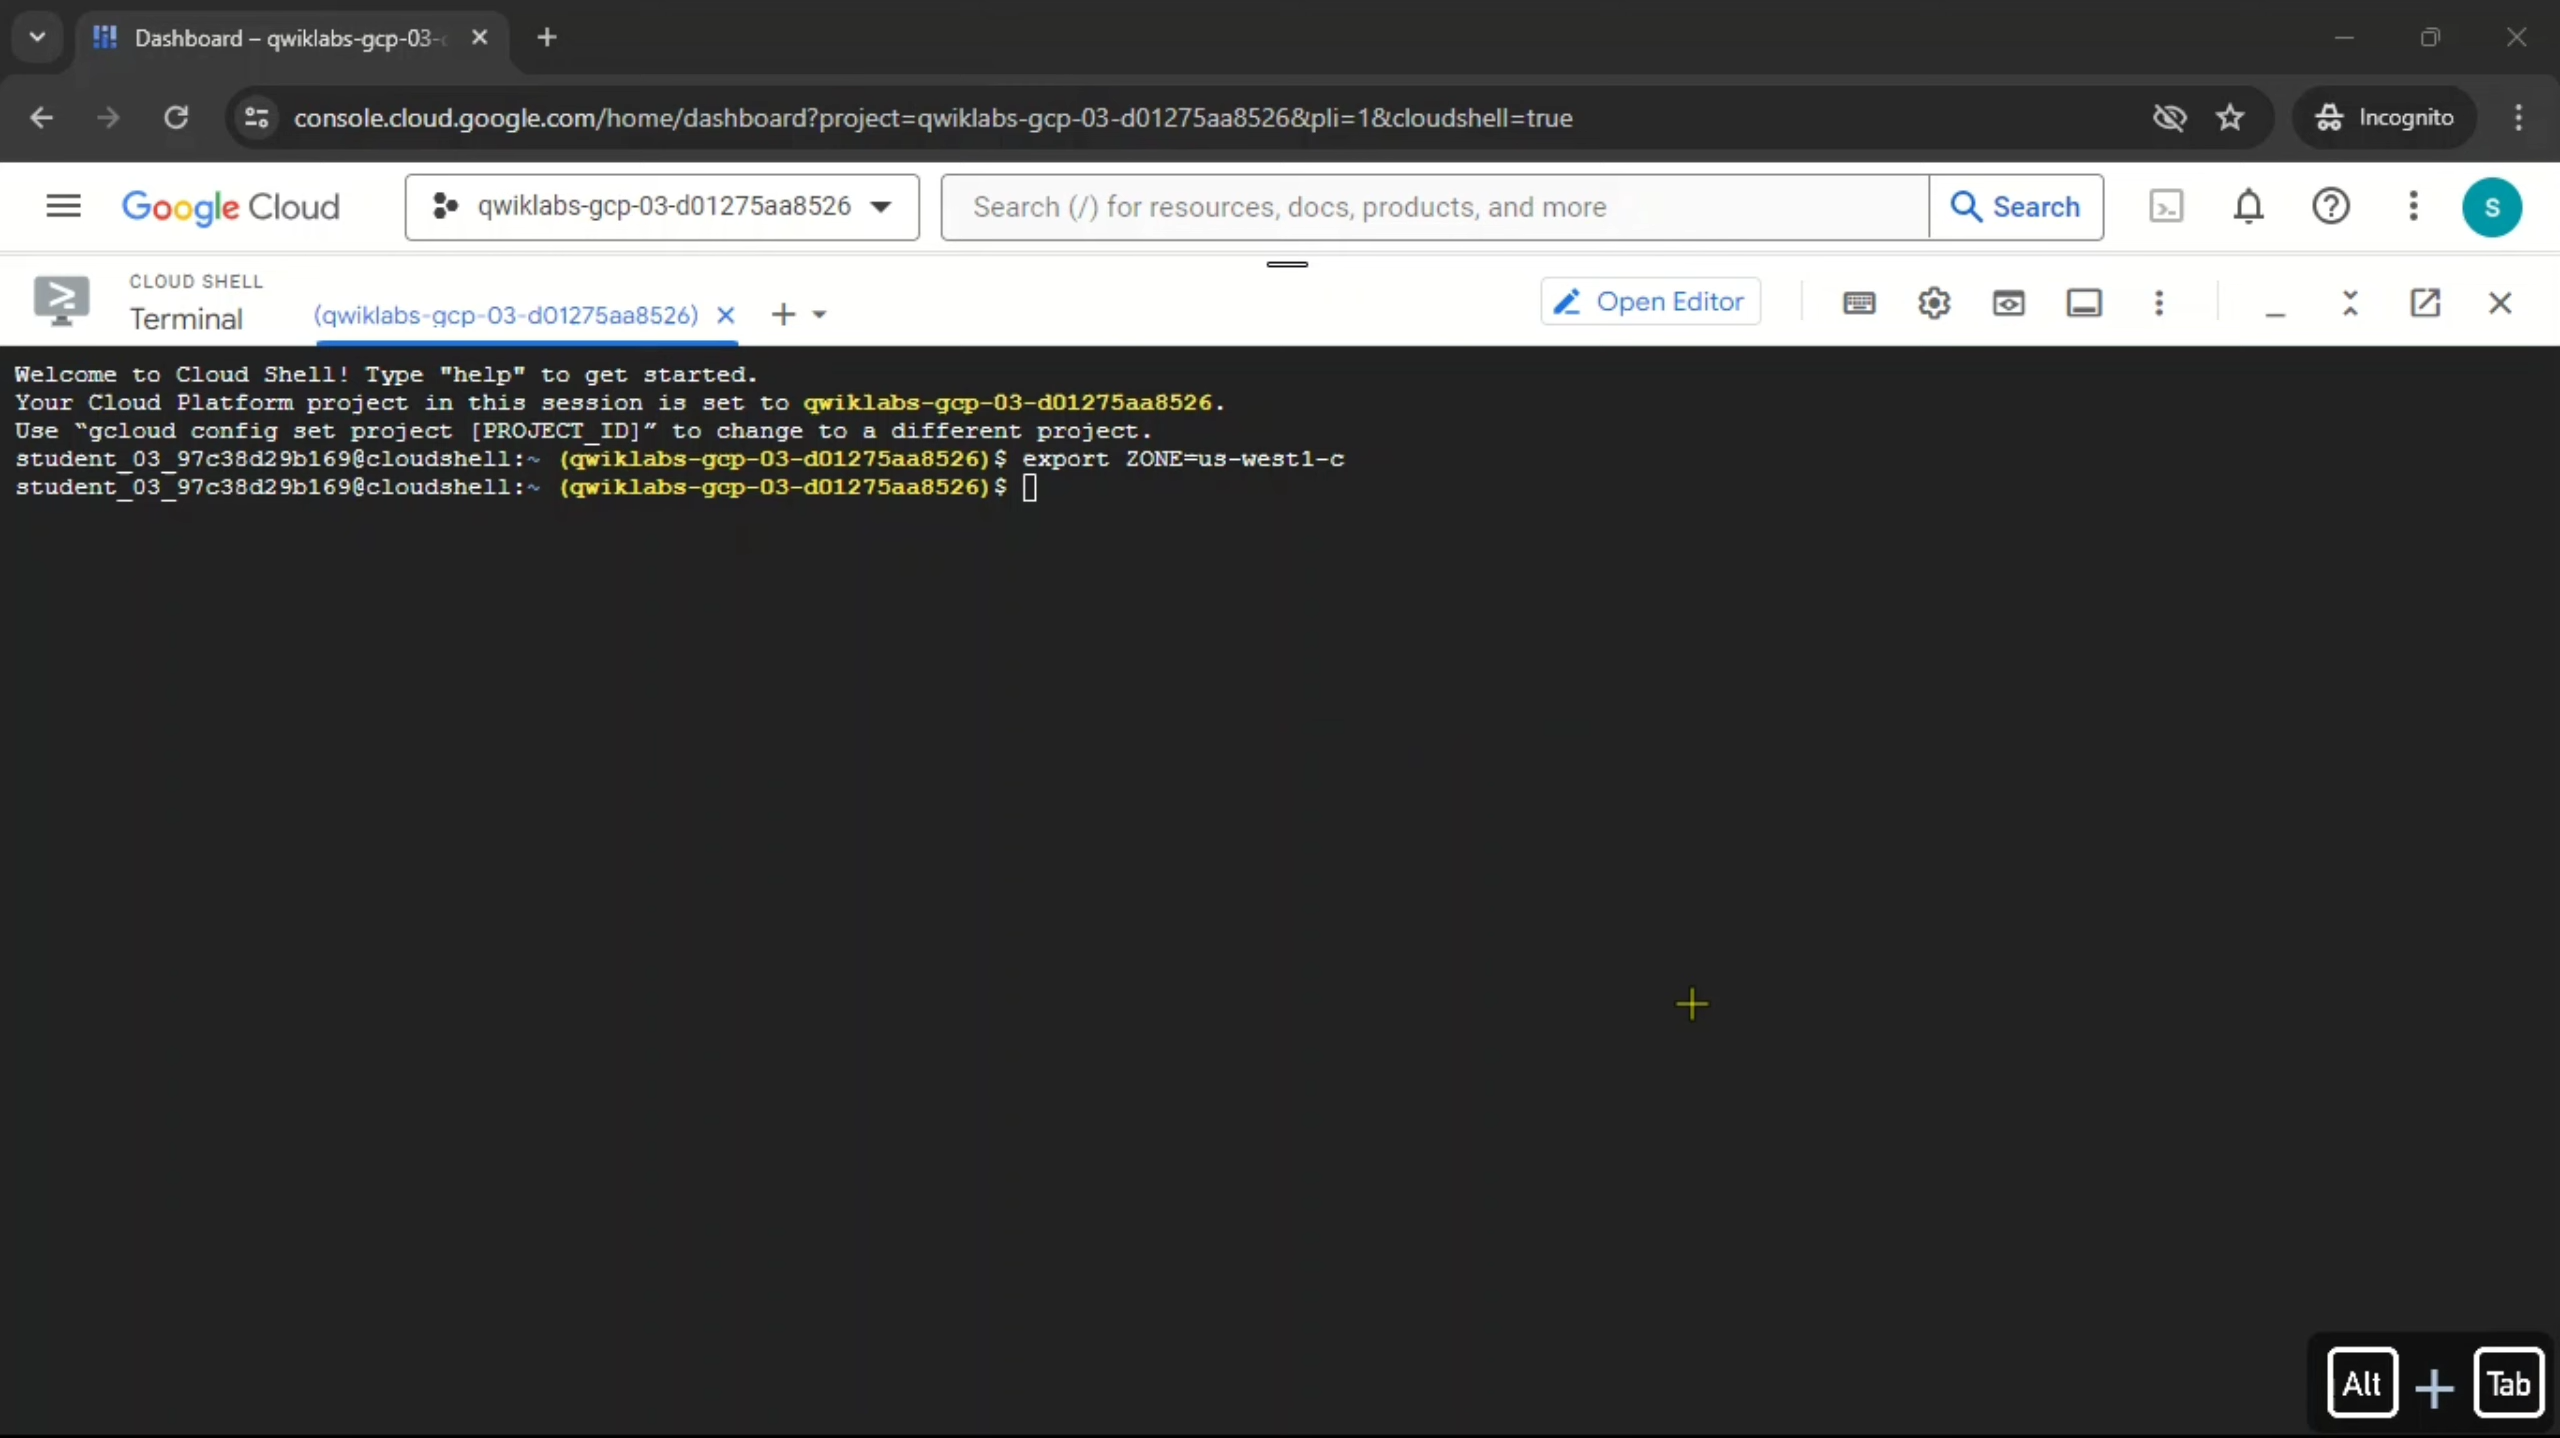 Dashboard – qwiklabs-gcp-03-
console.cloud.google.com/home/dashboard?project=qwiklabs-gcp-03-d01275aa8526&pli=1&cloudshell=true
Incognito
Google Cloud
qwiklabs-gcp-03-d01275aa8526
Search (/) for resources, docs, products, and more
Search
S
CLOUD SHELL
Terminal
(qwiklabs-gcp-03-d01275aa8526)
Open Editor
Welcome to Cloud Shell! Type "help" to get started.
Your Cloud Platform project in this session is set to qwiklabs-gcp-03-d01275aa8526.
Use “gcloud config set project [PROJECT_ID]” to change to a different project.
student_03_97c38d29b169@cloudshell:~ (qwiklabs-gcp-03-d01275aa8526)$ export ZONE=us-west1-c
student_03_97c38d29b169@cloudshell:~ (qwiklabs-gcp-03-d01275aa8526)$
Alt + Tab